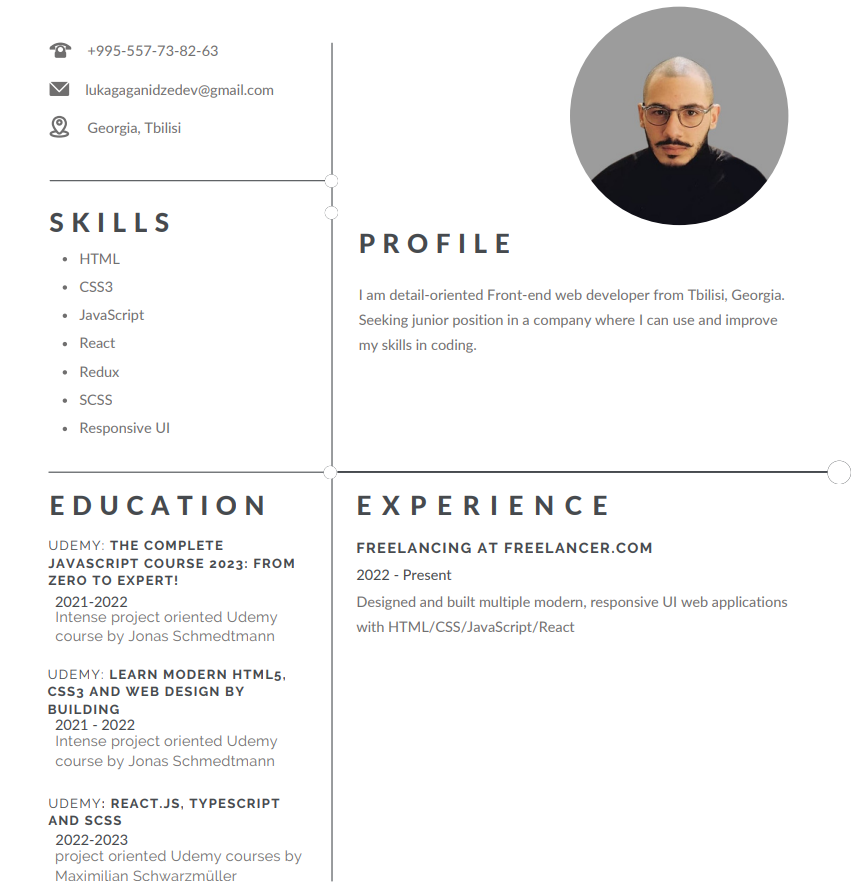 +995-557-73-82-63
lukagaganidzedev@gmail.com
Georgia, Tbilisi
SKILLS
HTML
CSS3
JavaScript
React
Redux
SCSS
Responsive UI
PROFILE
I am detail-oriented Front-end web developer from Tbilisi, Georgia.
Seeking junior position in a company where I can use and improve
my skills in coding.
EDUCATION
UDEMY: THE COMPLETE
JAVASCRIPT COURSE 2023: FROM
ZERO TO EXPERT!
2021-2022
Intense project oriented Udemy
course by Jonas Schmedtmann
UDEMY: LEARN MODERN HTML5,
CSS3 AND WEB DESIGN BY
BUILDING
2021 - 2022
Intense project oriented Udemy
course by Jonas Schmedtmann
UDEMY: REACT.JS, TYPESCRIPT
AND SCSS
2022-2023
project oriented Udemy courses by
Maximilian Schwarzmüller
EXPERIENCE
FREELANCING AT FREELANCER.COM
2022 - Present
Designed and built multiple modern, responsive UI web applications
with HTML/CSS/JavaScript/React